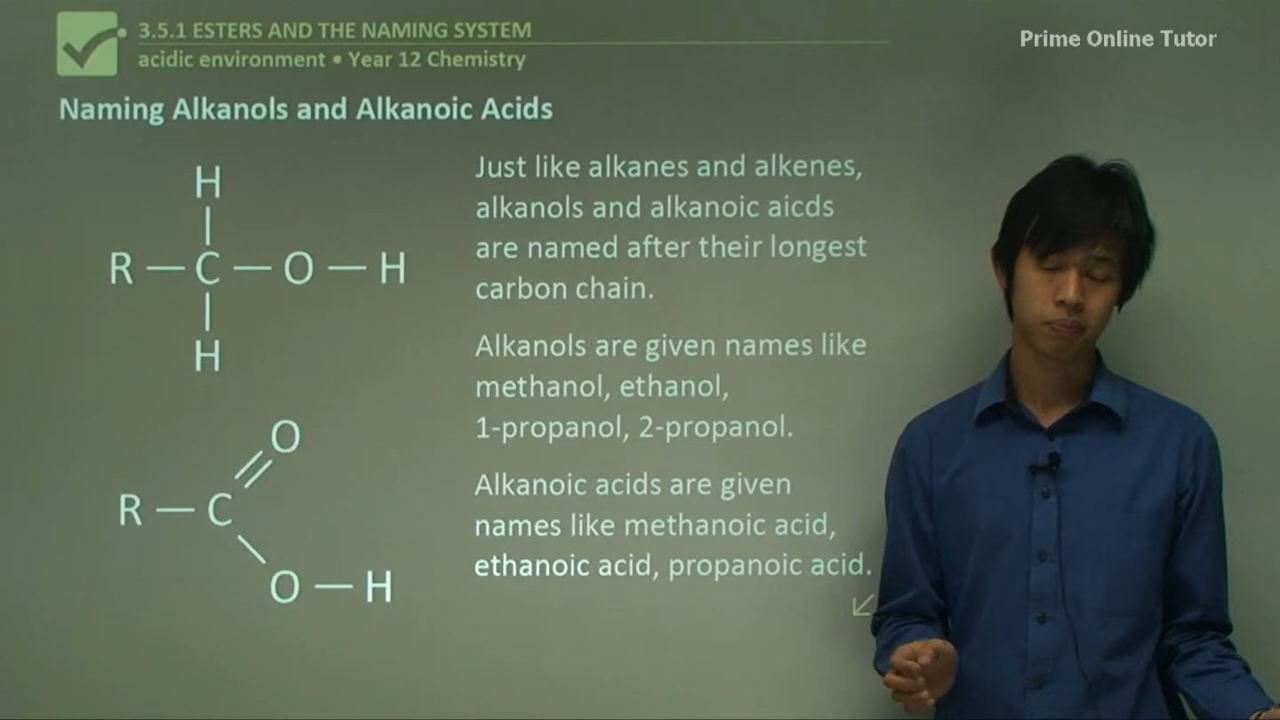 3.5.1 ESTERS AND THE NAMING SYSTEM
acidic environment • Year 12 Chemistry
Prime Online Tutor
Naming Alkanols and Alkanoic Acids
H
R — C — O — H
H
O
R — C
O — H
Just like alkanes and alkenes,
alkanols and alkanoic aicds
are named after their longest
carbon chain.
Alkanols are given names like
methanol, ethanol,
1-propanol, 2-propanol.
Alkanoic acids are given
names like methanoic acid,
ethanoic acid, propanoic acid.